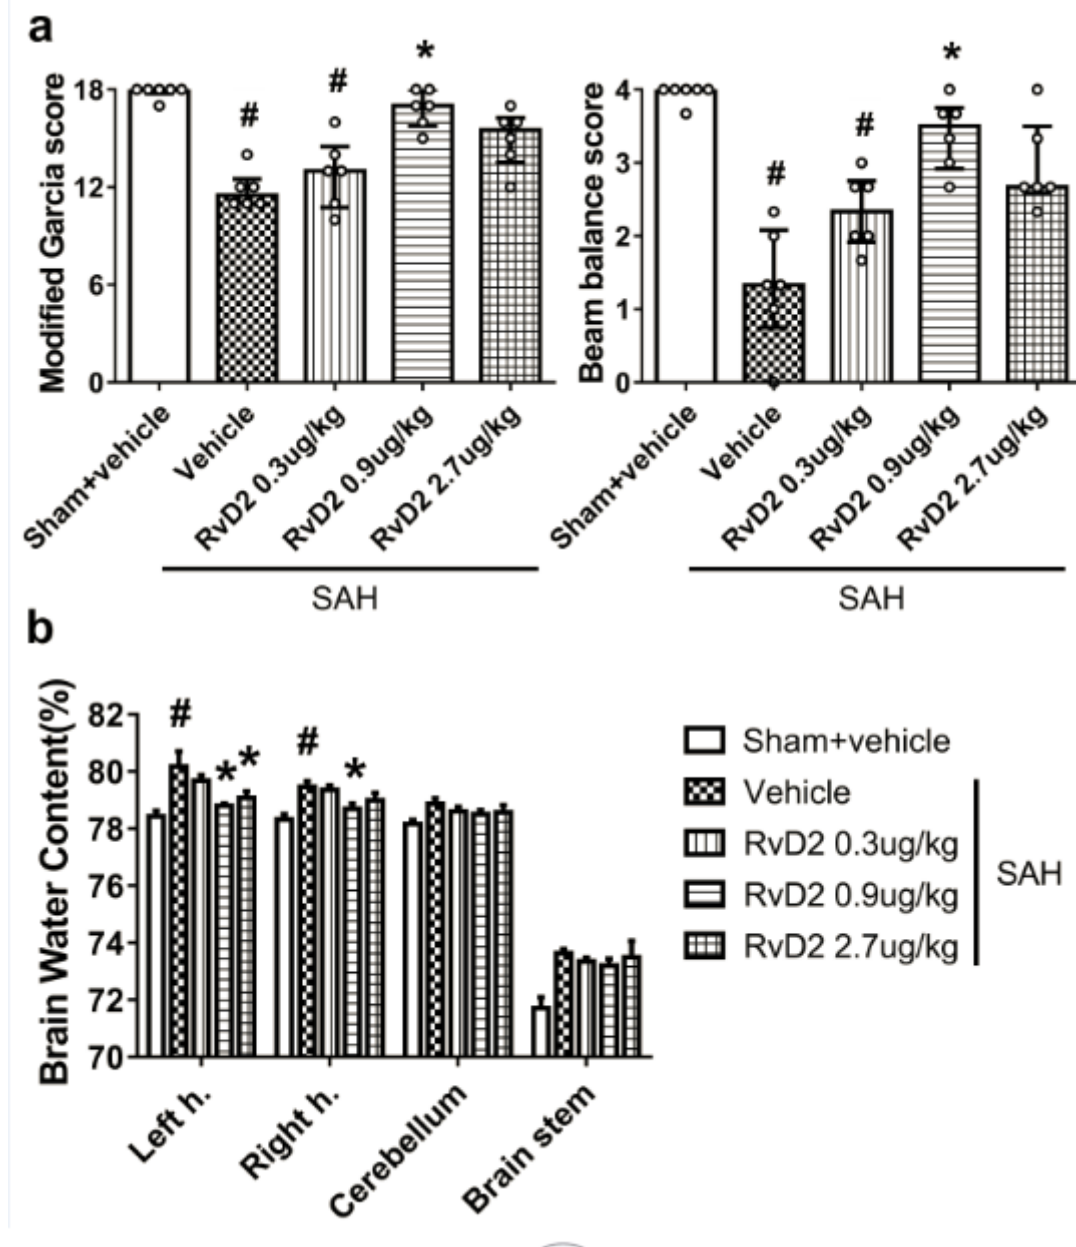 a
Modified Garcia score
18
12
6
0
#
#
*
Sham+vehicle
Vehicle
RvD2 0.3ug/kg
RvD2 0.9ug/kg
RvD2 2.7ug/kg
SAH
Beam balance score
4
3
2
1
0
#
#
*
Sham+vehicle
Vehicle
RvD2 0.3ug/kg
RvD2 0.9ug/kg
RvD2 2.7ug/kg
SAH
b
Brain Water Content(%)
82
80
78
76
74
72
70
#
*
*
#
*
Left h.
Right h.
Cerebellum
Brain stem
Sham+vehicle
Vehicle
RvD2 0.3ug/kg
RvD2 0.9ug/kg
RvD2 2.7ug/kg
SAH